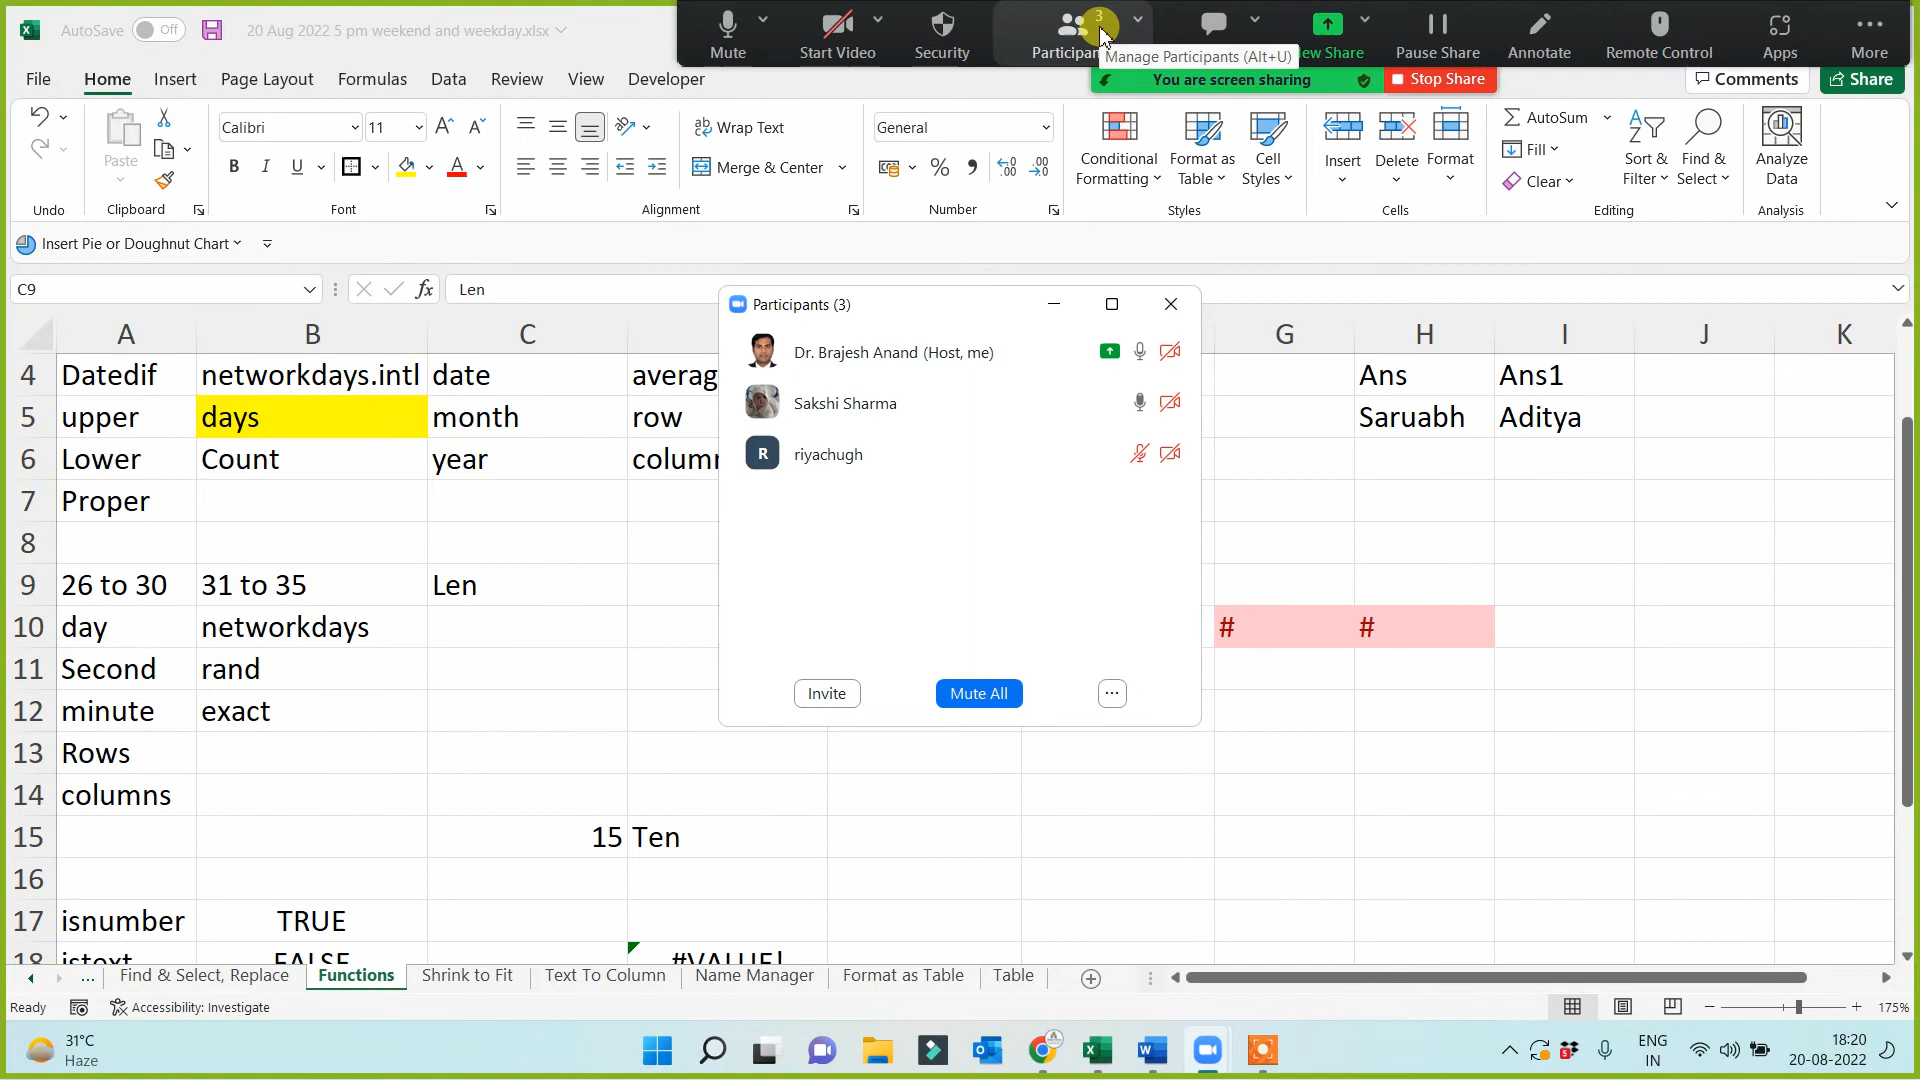 AutoSave Off 20 Aug 2022 5 pm weekend and weekday.xlsx
Mute Start Video Security Participan 3 ew Share Pause Share Annotate Remote Control Apps More
Manage Participants (Alt+U)
You are screen sharing Stop Share
File Home Insert Page Layout Formulas Data Review View Developer Comments Share
Paste Calibri 11 Wrap Text General Conditional Formatting Format as Table Cell Styles Insert Delete Format AutoSum Sort & Filter Find & Select Analyze Data
B I U A Merge & Center % Fill
Clear
Undo Clipboard Font Alignment Number Styles Cells Editing Analysis
Insert Pie or Doughnut Chart
C9 fx Len
Participants (3)
Dr. Brajesh Anand (Host, me)
Sakshi Sharma
R riyachugh
Invite Mute All ...
A B C G H I J K
4 Datedif networkdays.intl date averag Ans Ans1
5 upper days month row Saruabh Aditya
6 Lower Count year colum
7 Proper
8
9 26 to 30 31 to 35 Len
10 day networkdays # #
11 Second rand
12 minute exact
13 Rows
14 columns
15 15 Ten
16
17 isnumber TRUE
18 istext FALSE #VALUE!
... Find & Select, Replace Functions Shrink to Fit Text To Column Name Manager Format as Table Table
Ready Accessibility: Investigate 175%
31°C
Haze
ENG
IN
18:20
20-08-2022